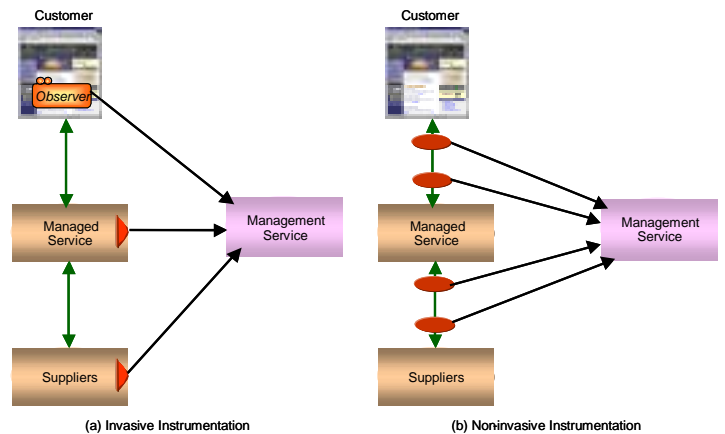 Customer
Observer
Managed
Service
Management
Service
Suppliers
(a) Invasive Instrumentation
Customer
Managed
Service
Management
Service
Suppliers
(b) Non-invasive Instrumentation